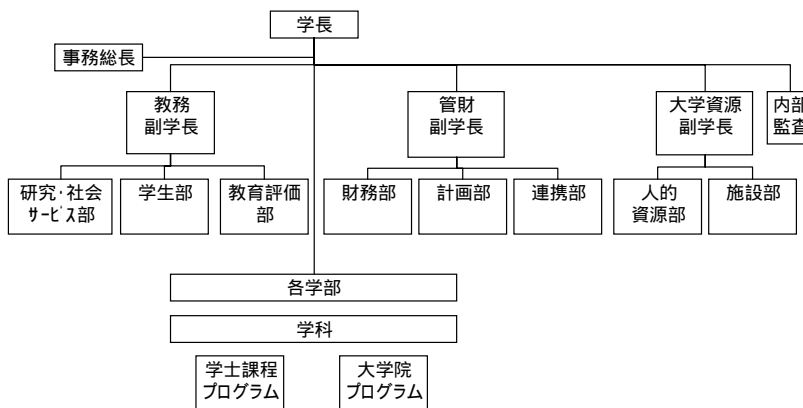 学長
事務総長
教務
副学長
管財
副学長
大学資源
副学長
内部
監査
研究・社会
ｻｰﾋﾞｽ部
学生部
教育評価
部
財務部
計画部
連携部
人的
資源部
施設部
各学部
学科
学士課程
プログラム
大学院
プログラム